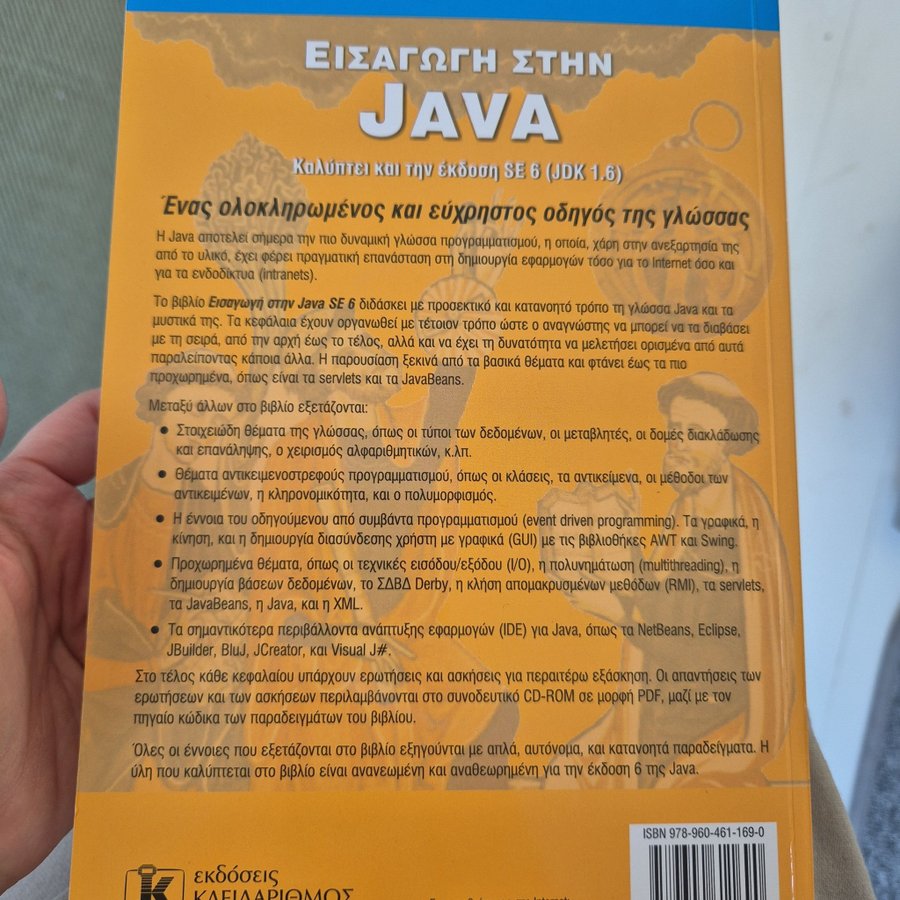 ΕΙΣΑΓΩΓΗ ΣΤΗΝ
JAVA
Καλύπτει και την έκδοση SE 6 (JDK 1.6)
Ένας ολοκληρωμένος και εύχρηστος οδηγός της γλώσσας
Η Java αποτελεί σήμερα την πιο δυναμική γλώσσα προγραμματισμού, η οποία, χάρη στην ανεξαρτησία της
από το υλικό, έχει φέρει πραγματική επανάσταση στη δημιουργία εφαρμογών τόσο για το Internet όσο και
για τα ενδοδίκτυα (intranets).
Το βιβλίο Εισαγωγή στην Java SE 6 διδάσκει με προσεκτικό και κατανοητό τρόπο τη γλώσσα Java και τα
μυστικά της. Τα κεφάλαια έχουν οργανωθεί με τέτοιον τρόπο ώστε ο αναγνώστης να μπορεί να τα διαβάσει
με τη σειρά, από την αρχή έως το τέλος, αλλά και να έχει τη δυνατότητα να μελετήσει ορισμένα από αυτά
παραλείποντας κάποια άλλα. Η παρουσίαση ξεκινά από τα βασικά θέματα και φτάνει έως τα πιο
προχωρημένα, όπως είναι τα servlets και τα JavaBeans.
Μεταξύ άλλων στο βιβλίο εξετάζονται:
● Στοιχειώδη θέματα της γλώσσας, όπως οι τύποι των δεδομένων, οι μεταβλητές, οι δομές διακλάδωσης
και επανάληψης, ο χειρισμός αλφαριθμητικών, κ.λπ.
● Θέματα αντικειμενοστρεφούς προγραμματισμού, όπως οι κλάσεις, τα αντικείμενα, οι μέθοδοι των
αντικειμένων, η κληρονομικότητα, και ο πολυμορφισμός.
● Η έννοια του οδηγούμενου από συμβάντα προγραμματισμού (event driven programming). Τα γραφικά, η
κίνηση, και η δημιουργία διασύνδεσης χρήστη με γραφικά (GUI) με τις βιβλιοθήκες AWT και Swing.
● Προχωρημένα θέματα, όπως οι τεχνικές εισόδου/εξόδου (I/O), η πολυνημάτωση (multithreading), η
δημιουργία βάσεων δεδομένων, το ΣΔΒΔ Derby, η κλήση απομακρυσμένων μεθόδων (RMI), τα servlets,
τα JavaBeans, η Java, και η XML.
● Τα σημαντικότερα περιβάλλοντα ανάπτυξης εφαρμογών (IDE) για Java, όπως τα NetBeans, Eclipse,
JBuilder, BluJ, JCreator, και Visual J#.
Στο τέλος κάθε κεφαλαίου υπάρχουν ερωτήσεις και ασκήσεις για περαιτέρω εξάσκηση. Οι απαντήσεις των
ερωτήσεων και των ασκήσεων περιλαμβάνονται στο συνοδευτικό CD-ROM σε μορφή PDF, μαζί με τον
πηγαίο κώδικα των παραδειγμάτων του βιβλίου.
Όλες οι έννοιες που εξετάζονται στο βιβλίο εξηγούνται με απλά, αυτόνομα, και κατανοητά παραδείγματα. Η
ύλη που καλύπτεται στο βιβλίο είναι ανανεωμένη και αναθεωρημένη για την έκδοση 6 της Java.
ISBN 978-960-461-169-0
εκδόσεις
ΚΛΕΙΔΑΡΙΘΜΟΣ